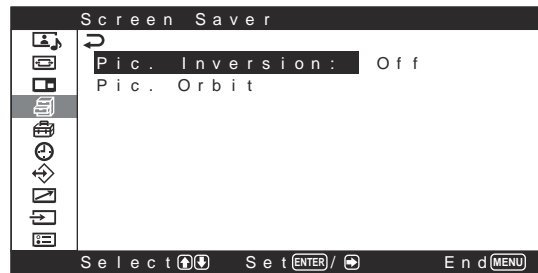 Screen Saver
Pic. Inversion: Off
Pic. Orbit
Select Set ENTER / End MENU